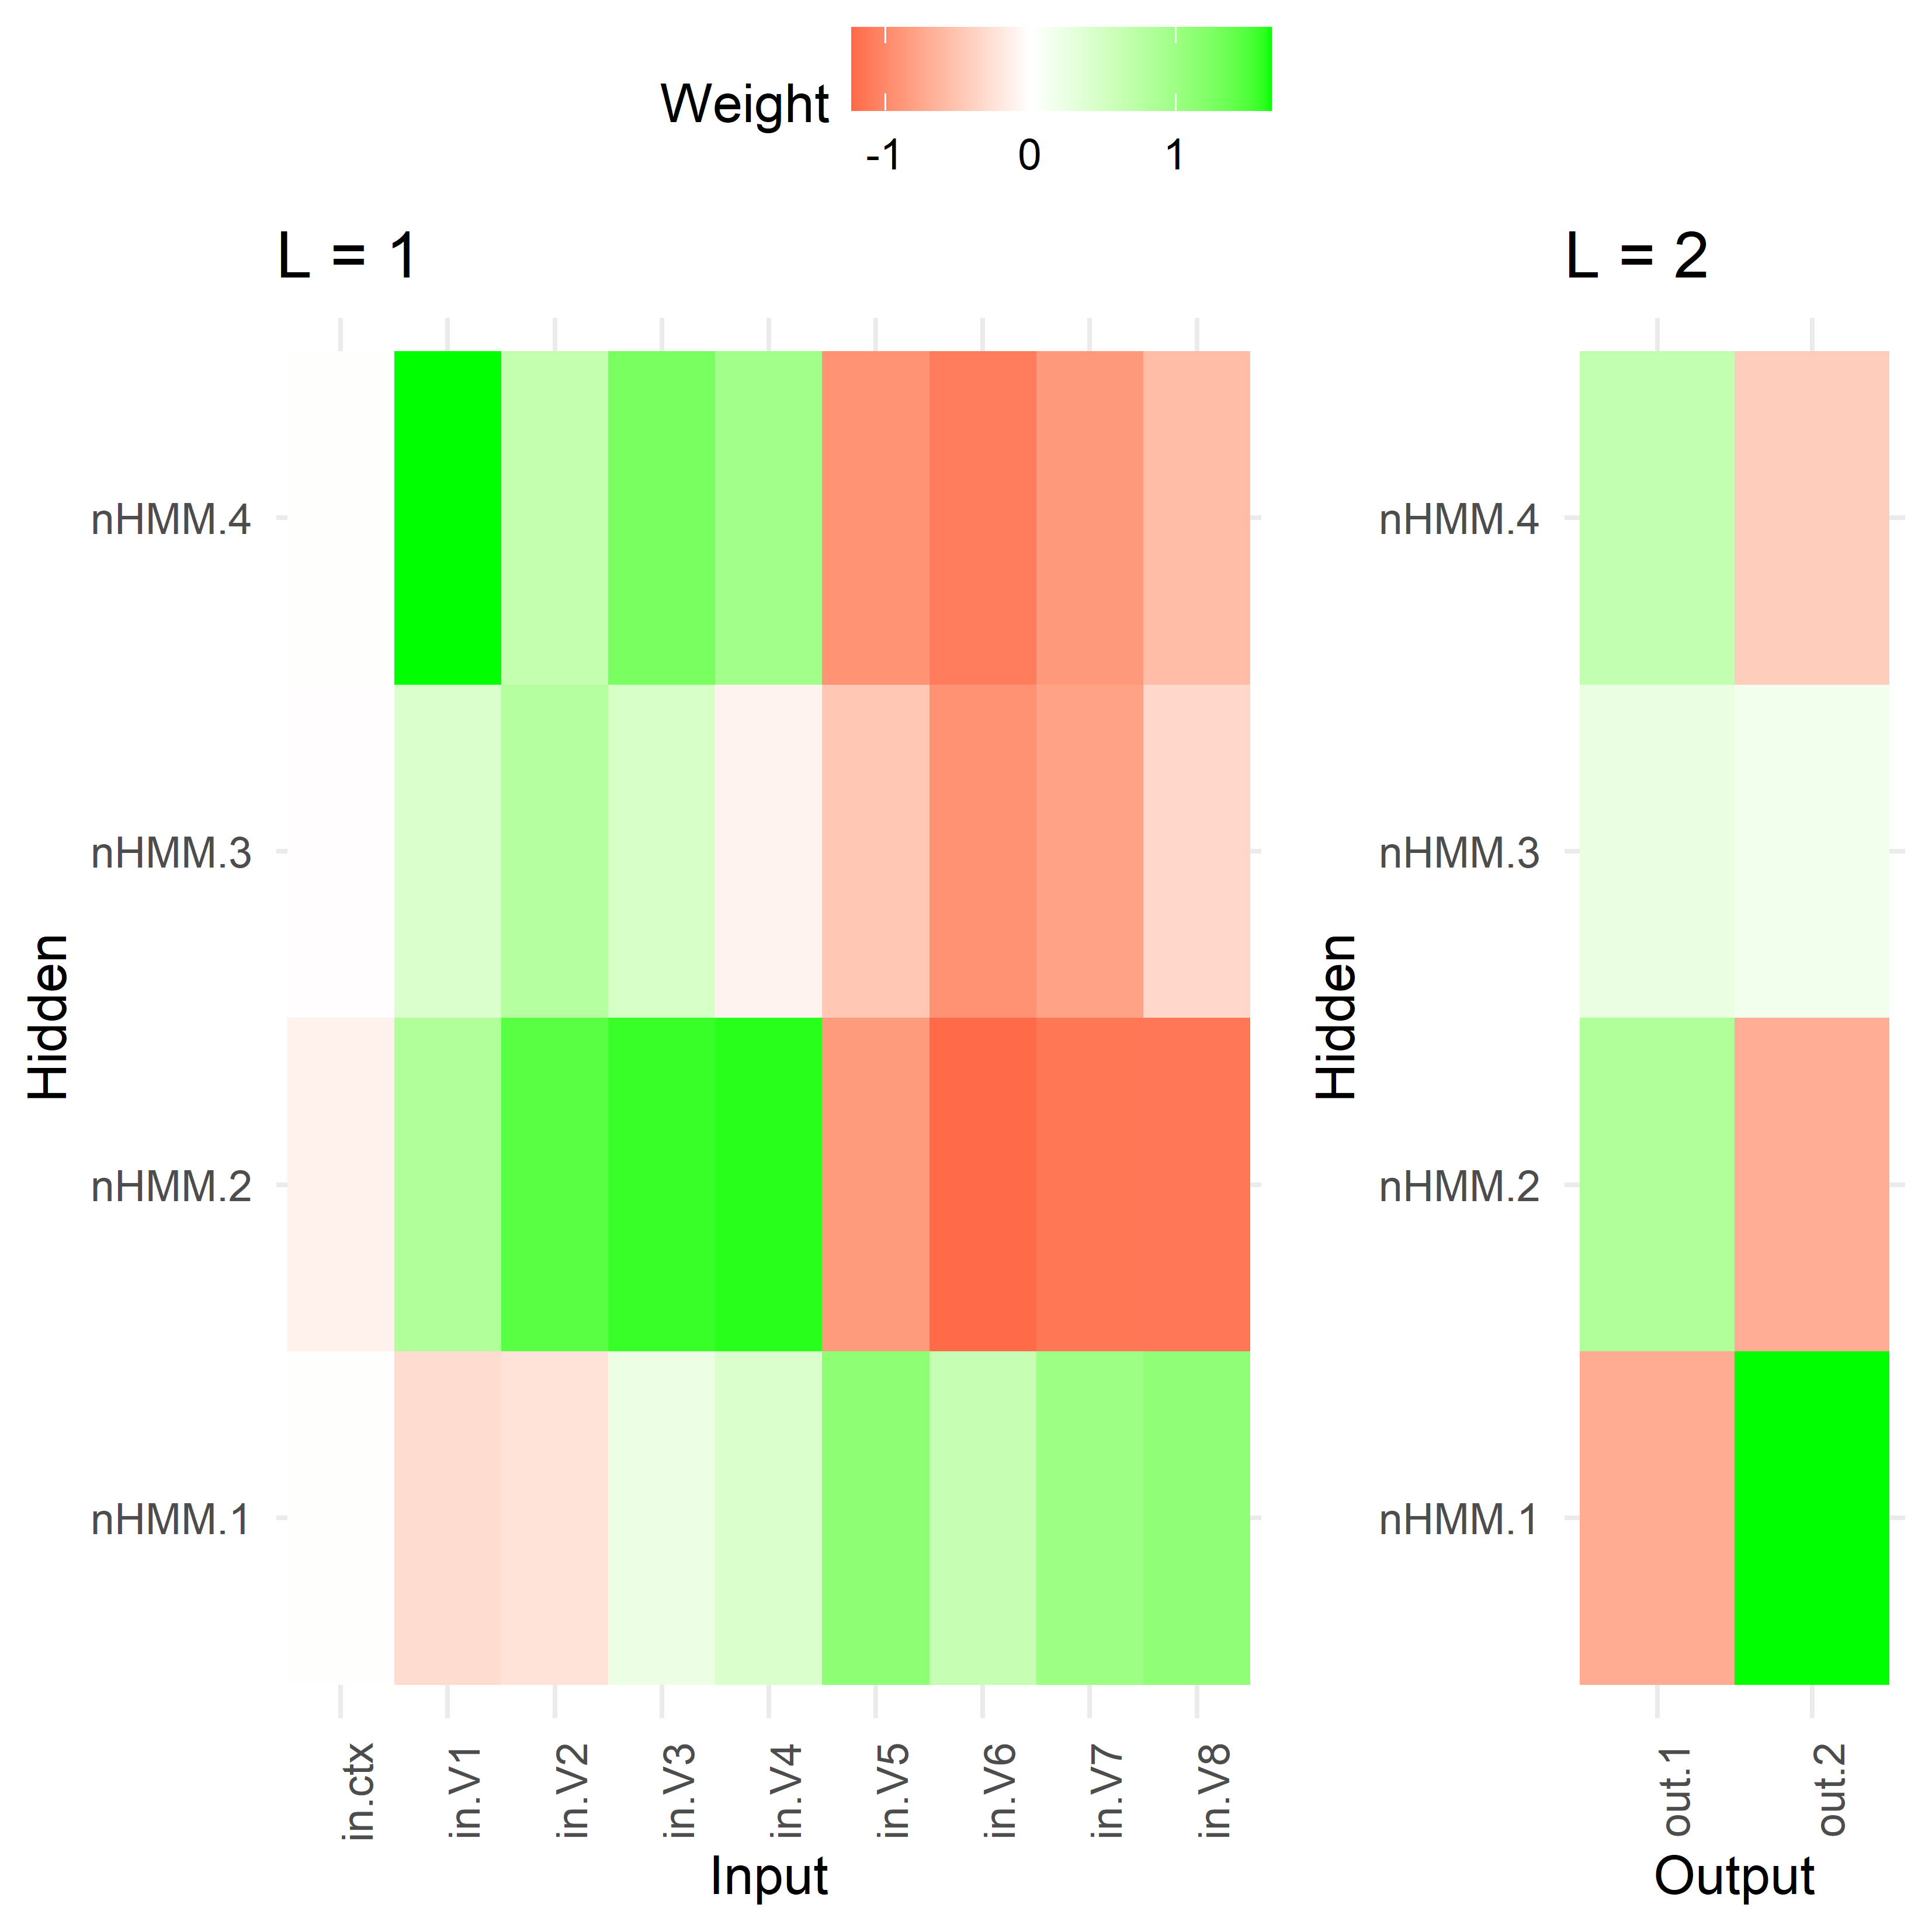 Weight
-1 0 1
L = 1
L = 2
nHMM.4
nHMM.3
nHMM.2
nHMM.1
Hidden
in.ctx in.V1 in.V2 in.V3 in.V4 in.V5 in.V6 in.V7 in.V8
Input
nHMM.4
nHMM.3
nHMM.2
nHMM.1
Hidden
out.1 out.2
Output